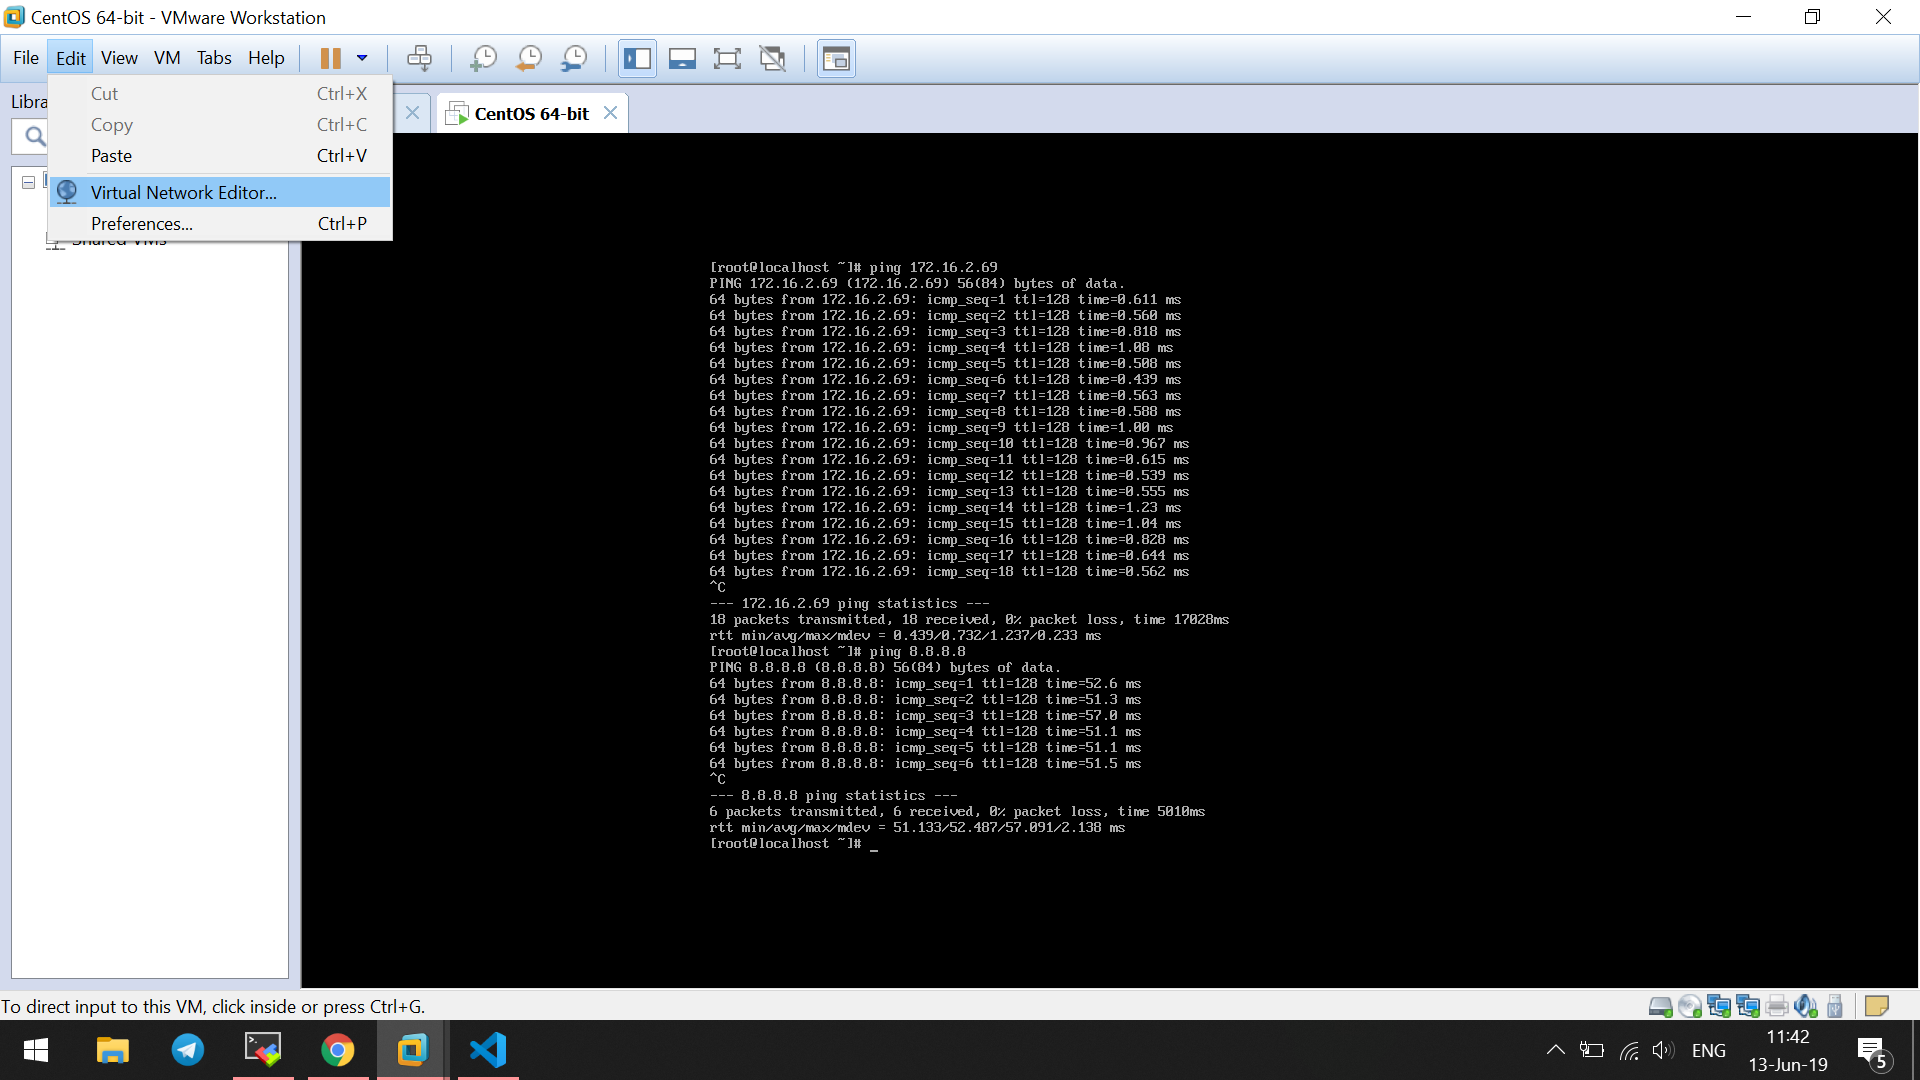 CentOS 64-bit - VMware Workstation
File Edit View VM Tabs Help
Libra
CentOS 64-bit
Cut Ctrl+X
Copy Ctrl+C
Paste Ctrl+V
Virtual Network Editor...
Preferences... Ctrl+P
Shared VMs
[root@localhost ~]# ping 172.16.2.69
PING 172.16.2.69 (172.16.2.69) 56(84) bytes of data.
64 bytes from 172.16.2.69: icmp_seq=1 ttl=128 time=0.611 ms
64 bytes from 172.16.2.69: icmp_seq=2 ttl=128 time=0.560 ms
64 bytes from 172.16.2.69: icmp_seq=3 ttl=128 time=0.818 ms
64 bytes from 172.16.2.69: icmp_seq=4 ttl=128 time=1.08 ms
64 bytes from 172.16.2.69: icmp_seq=5 ttl=128 time=0.508 ms
64 bytes from 172.16.2.69: icmp_seq=6 ttl=128 time=0.439 ms
64 bytes from 172.16.2.69: icmp_seq=7 ttl=128 time=0.563 ms
64 bytes from 172.16.2.69: icmp_seq=8 ttl=128 time=0.588 ms
64 bytes from 172.16.2.69: icmp_seq=9 ttl=128 time=1.00 ms
64 bytes from 172.16.2.69: icmp_seq=10 ttl=128 time=0.967 ms
64 bytes from 172.16.2.69: icmp_seq=11 ttl=128 time=0.615 ms
64 bytes from 172.16.2.69: icmp_seq=12 ttl=128 time=0.539 ms
64 bytes from 172.16.2.69: icmp_seq=13 ttl=128 time=0.555 ms
64 bytes from 172.16.2.69: icmp_seq=14 ttl=128 time=1.23 ms
64 bytes from 172.16.2.69: icmp_seq=15 ttl=128 time=1.04 ms
64 bytes from 172.16.2.69: icmp_seq=16 ttl=128 time=0.828 ms
64 bytes from 172.16.2.69: icmp_seq=17 ttl=128 time=0.644 ms
64 bytes from 172.16.2.69: icmp_seq=18 ttl=128 time=0.562 ms
^C
--- 172.16.2.69 ping statistics ---
18 packets transmitted, 18 received, 0% packet loss, time 17028ms
rtt min/avg/max/mdev = 0.439/0.732/1.237/0.233 ms
[root@localhost ~]# ping 8.8.8.8
PING 8.8.8.8 (8.8.8.8) 56(84) bytes of data.
64 bytes from 8.8.8.8: icmp_seq=1 ttl=128 time=52.6 ms
64 bytes from 8.8.8.8: icmp_seq=2 ttl=128 time=51.3 ms
64 bytes from 8.8.8.8: icmp_seq=3 ttl=128 time=57.0 ms
64 bytes from 8.8.8.8: icmp_seq=4 ttl=128 time=51.1 ms
64 bytes from 8.8.8.8: icmp_seq=5 ttl=128 time=51.1 ms
64 bytes from 8.8.8.8: icmp_seq=6 ttl=128 time=51.5 ms
^C
--- 8.8.8.8 ping statistics ---
6 packets transmitted, 6 received, 0% packet loss, time 5010ms
rtt min/avg/max/mdev = 51.133/52.487/57.091/2.138 ms
[root@localhost ~]# _
To direct input to this VM, click inside or press Ctrl+G.
ENG
11:42
13-Jun-19
5